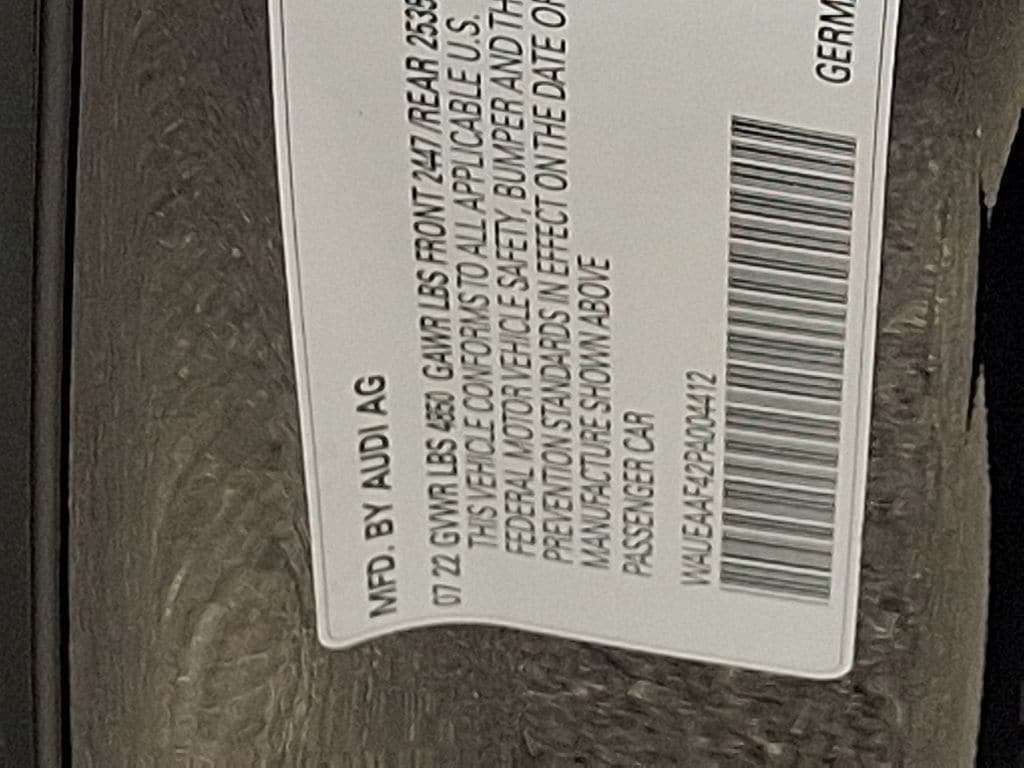 MFD. BY AUDI AG
07 22 GVWR LBS 4850 GAWR LBS FRONT 2447 /REAR 2535
THIS VEHICLE CONFORMS TO ALL APPLICABLE U.S.
FEDERAL MOTOR VEHICLE SAFETY, BUMPER AND TH
PREVENTION STANDARDS IN EFFECT ON THE DATE OF
MANUFACTURE SHOWN ABOVE
PASSENGER CAR
WAUEAAF42PA004412
GERMA